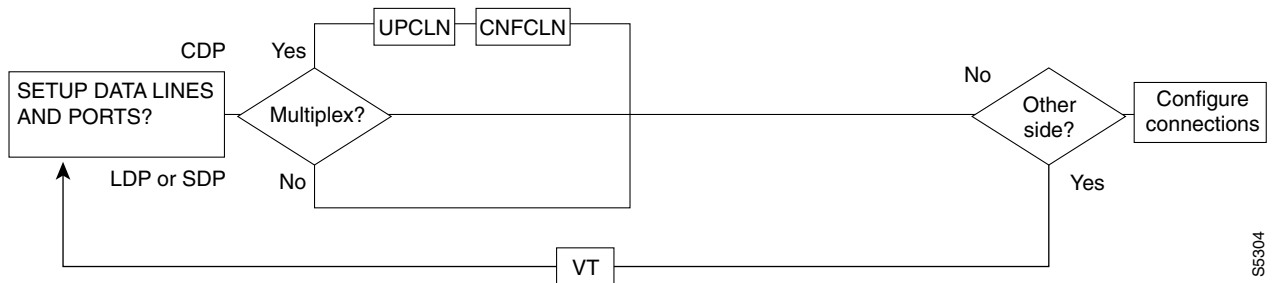 UPCLN
CNFCLN
CDP
Yes
SETUP DATA LINES
AND PORTS?
Multiplex?
LDP or SDP
No
No
Other
side?
Configure
connections
Yes
VT
S5304